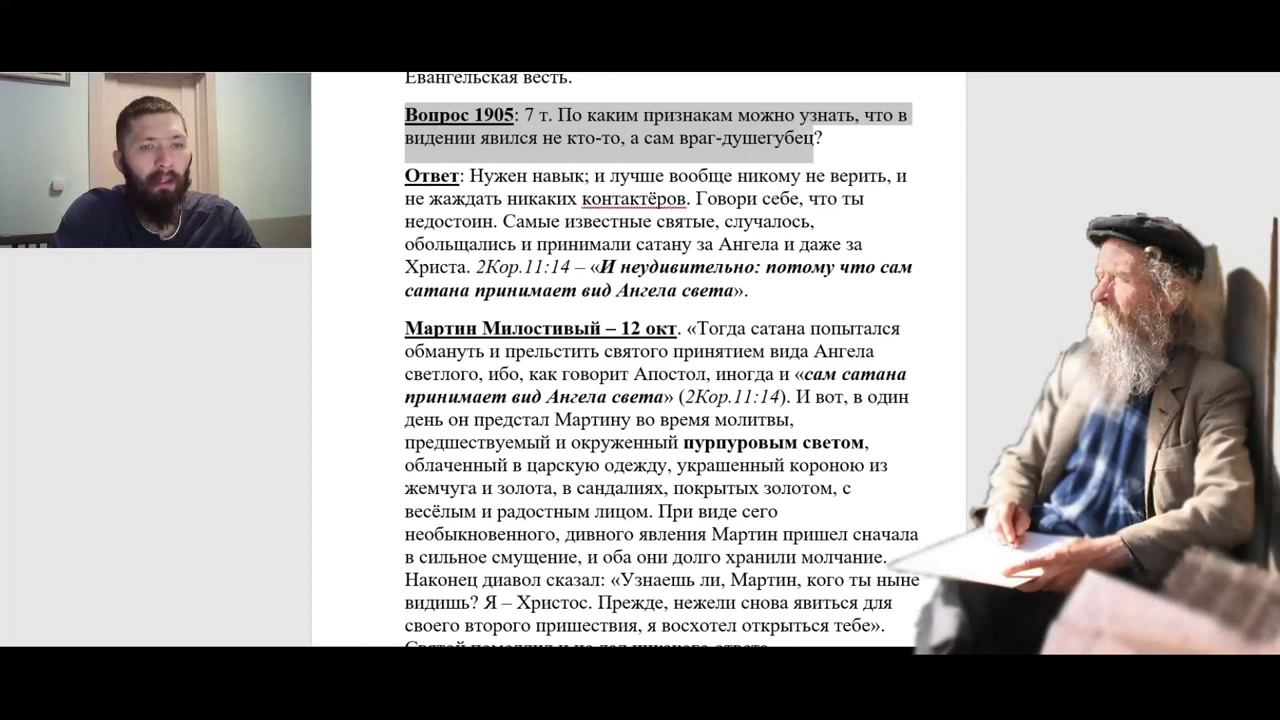 Евангельская весть.
Вопрос 1905: 7 т. По каким признакам можно узнать, что в
видении явился не кто-то, а сам враг-душегубец?
Ответ: Нужен навык; и лучше вообще никому не верить, и
не жаждать никаких контактёров. Говори себе, что ты
недостоин. Самые известные святые, случалось,
обольщались и принимали сатану за Ангела и даже за
Христа. 2Кор.11:14 – «И неудивительно: потому что сам
сатана принимает вид Ангела света».
Мартин Милостивый – 12 окт. «Тогда сатана попытался
обмануть и прельстить святого принятием вида Ангела
светлого, ибо, как говорит Апостол, иногда и «сам сатана
принимает вид Ангела света» (2Кор.11:14). И вот, в один
день он предстал Мартину во время молитвы,
предшествуемый и окруженный пурпуровым светом,
облаченный в царскую одежду, украшенный короною из
жемчуга и золота, в сандалиях, покрытых золотом, с
весёлым и радостным лицом. При виде сего
необыкновенного, дивного явления Мартин пришел сначала
в сильное смущение, и оба они долго хранили молчание.
Наконец диавол сказал: «Узнаешь ли, Мартин, кого ты ныне
видишь? Я – Христос. Прежде, нежели снова явиться для
своего второго пришествия, я восхотел открыться тебе».